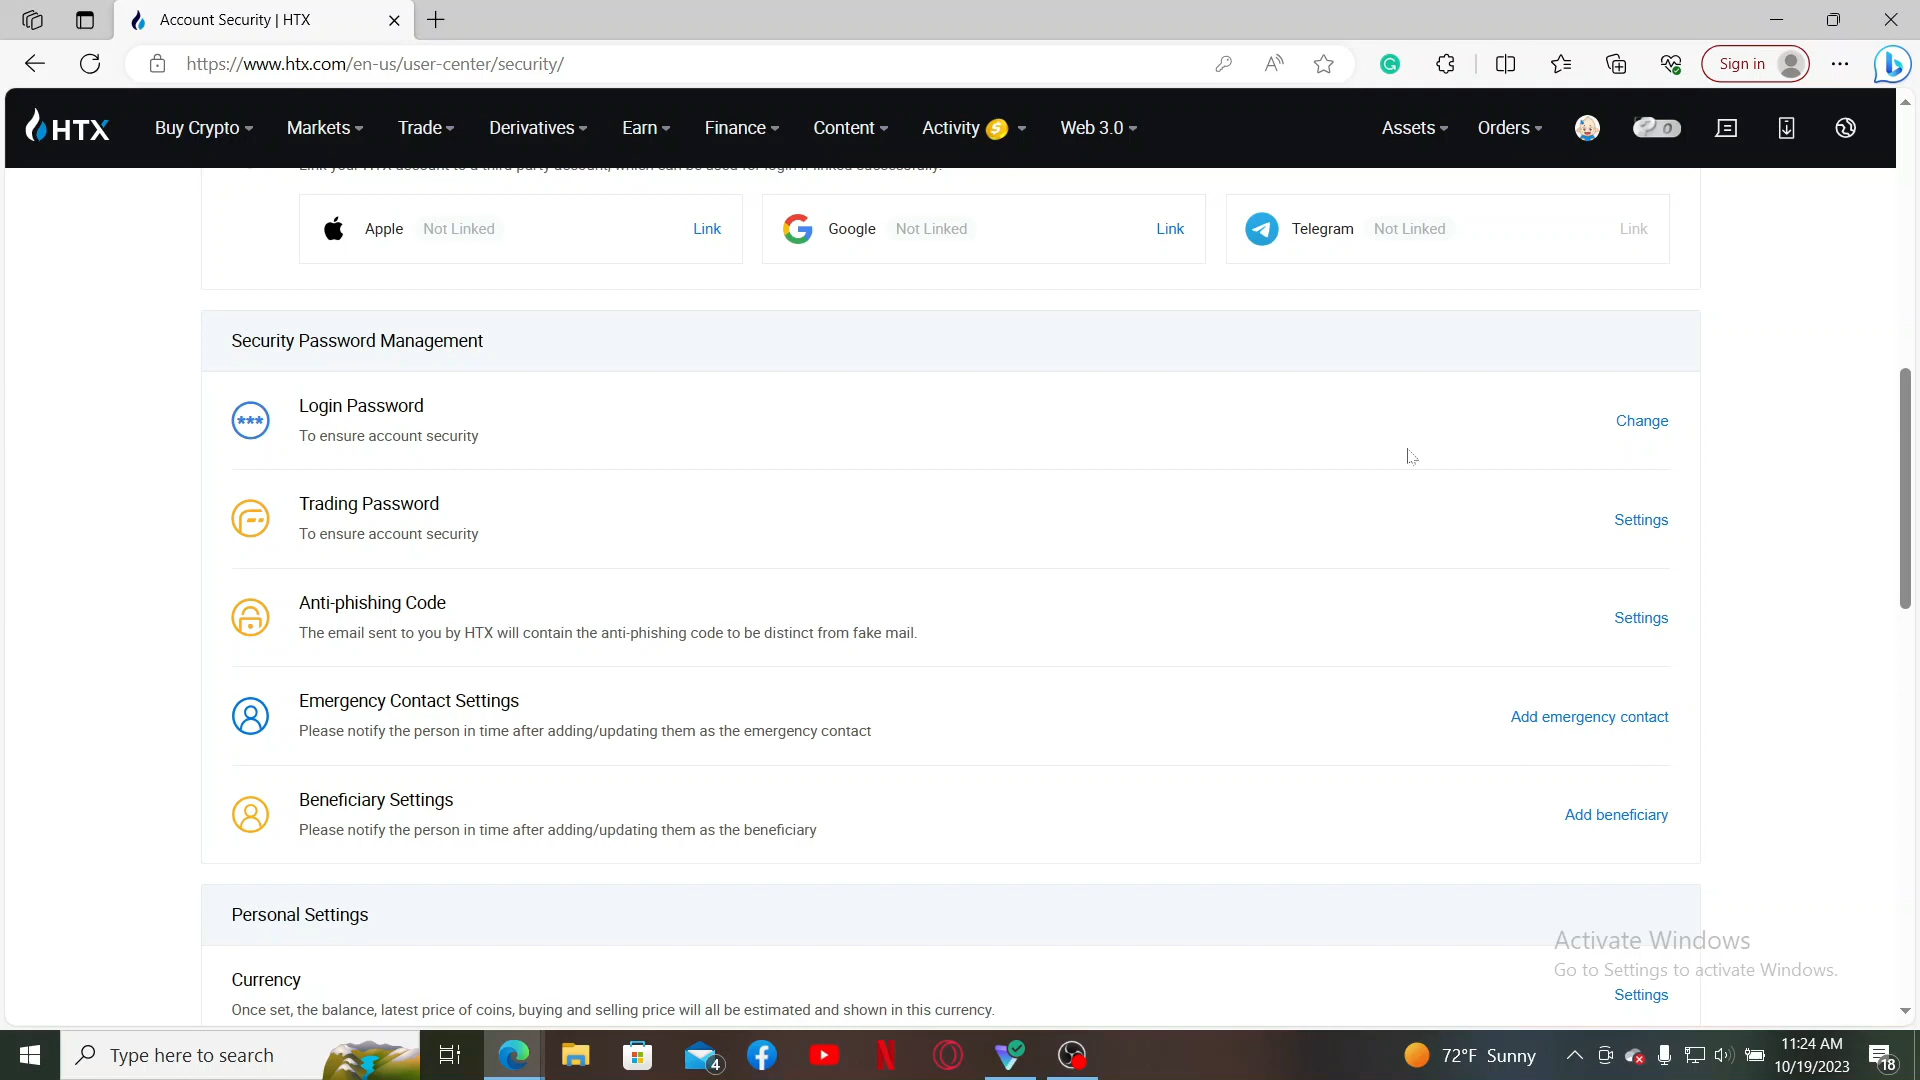 Account Security | HTX
https://www.htx.com/en-us/user-center/security/
Sign in
HTX
Buy Crypto
Markets
Trade
Derivatives
Earn
Finance
Content
Activity
Web 3.0
Assets
Orders
0
Link your HTX account to a third-party account, which can be used for login if linked successfully.
Apple Not Linked Link
Google Not Linked Link
Telegram Not Linked Link
Security Password Management
Login Password
To ensure account security
Change
Trading Password
To ensure account security
Settings
Anti-phishing Code
The email sent to you by HTX will contain the anti-phishing code to be distinct from fake mail.
Settings
Emergency Contact Settings
Please notify the person in time after adding/updating them as the emergency contact
Add emergency contact
Beneficiary Settings
Please notify the person in time after adding/updating them as the beneficiary
Add beneficiary
Personal Settings
Currency
Once set, the balance, latest price of coins, buying and selling price will all be estimated and shown in this currency.
Settings
Activate Windows
Go to Settings to activate Windows.
Type here to search
4
72°F Sunny
11:24 AM
10/19/2023
18